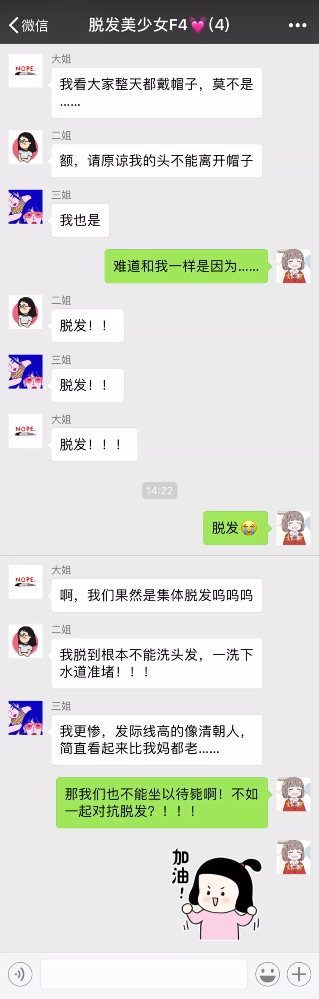 微信
脱发美少女F4💓(4)
大姐
NOPE.
我看大家整天都戴帽子，莫不是
……
二姐
额，请原谅我的头不能离开帽子
三姐
我也是
难道和我一样是因为……
二姐
脱发！！
三姐
脱发！！
大姐
NOPE.
脱发！！！
14:22
脱发😭
大姐
NOPE.
啊，我们果然是集体脱发呜呜呜
二姐
我脱到根本不能洗头发，一洗下
水道准堵！！！
三姐
我更惨，发际线高的像清朝人，
简直看起来比我妈都老……
那我们也不能坐以待毙啊！不如
一起对抗脱发？！！！
加油！